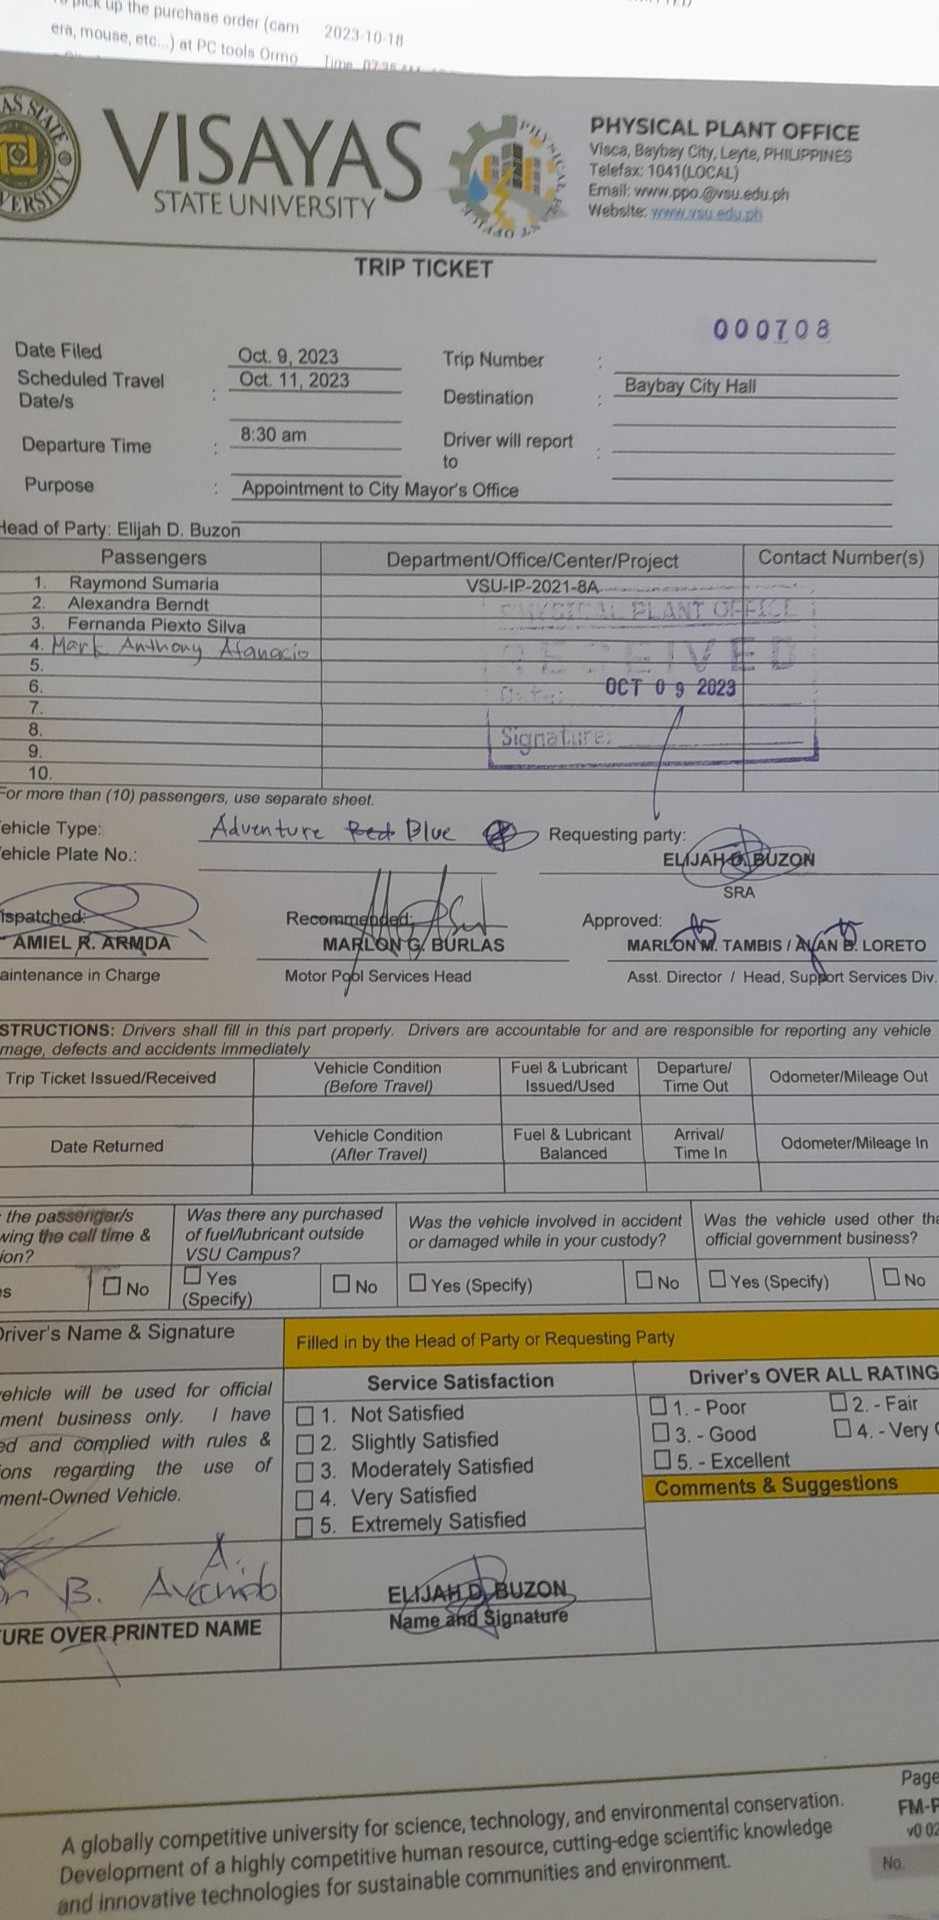 pick up the purchase order (cam 2023-10-18
era, mouse, etc...) at PC tools Ormo Time
VISAYAS
STATE UNIVERSITY
PHYSICAL PLANT OFFICE
Visca, Baybay City, Leyte, PHILIPPINES
Telefax: 1041(LOCAL)
Email: www.ppo.@vsu.edu.ph
Website: www.vsu.edu.ph
TRIP TICKET
000708
Date Filed Oct. 9, 2023 Trip Number :
Scheduled Travel Date/s : Oct. 11, 2023 Destination : Baybay City Hall
Departure Time : 8:30 am Driver will report to :
Purpose : Appointment to City Mayor's Office
Head of Party: Elijah D. Buzon
Passengers Department/Office/Center/Project Contact Number(s)
1. Raymond Sumaria VSU-IP-2021-8A
2. Alexandra Berndt
3. Fernanda Piexto Silva
4. Mark Anthony Atanacio
5.
6.
7.
8.
9.
10.
PHYSICAL PLANT OFFICE
RECEIVED
Date: OCT 09 2023
Signature:
For more than (10) passengers, use separate sheet.
ehicle Type: Adventure Red Blue Requesting party:
ehicle Plate No.: ELIJAH D. BUZON
SRA
ispatched: Recommended: Approved:
AMIEL R. ARMDA MARLON G. BURLAS MARLON M. TAMBIS / ALAN B. LORETO
aintenance in Charge Motor Pool Services Head Asst. Director / Head, Support Services Div.
STRUCTIONS: Drivers shall fill in this part properly. Drivers are accountable for and are responsible for reporting any vehicle
mage, defects and accidents immediately
Trip Ticket Issued/Received Vehicle Condition (Before Travel) Fuel & Lubricant Issued/Used Departure/ Time Out Odometer/Mileage Out
Date Returned Vehicle Condition (After Travel) Fuel & Lubricant Balanced Arrival/ Time In Odometer/Mileage In
the passenger/s
wing the call time &
ion?
Was there any purchased
of fuel/lubricant outside
VSU Campus?
Was the vehicle involved in accident
or damaged while in your custody?
Was the vehicle used other tha
official government business?
s No Yes (Specify) No Yes (Specify) No Yes (Specify) No
Driver's Name & Signature
Filled in by the Head of Party or Requesting Party
ehicle will be used for official
ment business only. I have
ed and complied with rules &
ions regarding the use of
ment-Owned Vehicle.
Service Satisfaction
1. Not Satisfied
2. Slightly Satisfied
3. Moderately Satisfied
4. Very Satisfied
5. Extremely Satisfied
Driver's OVER ALL RATING
1. - Poor 2. - Fair
3. - Good 4. - Very
5. - Excellent
Comments & Suggestions
B.
TURE OVER PRINTED NAME
ELIJAH D. BUZON
Name and Signature
Page
FM-P
v0 02
No.
A globally competitive university for science, technology, and environmental conservation.
Development of a highly competitive human resource, cutting-edge scientific knowledge
and innovative technologies for sustainable communities and environment.